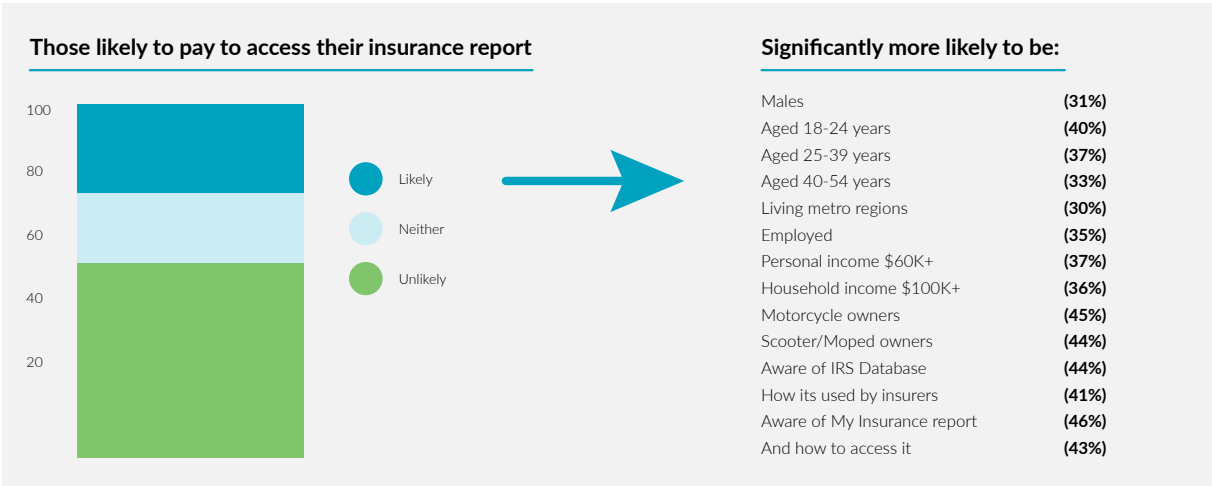 Those likely to pay to access their insurance report
100
80
60
40
20
Likely
Neither
Unlikely
Significantly more likely to be:
Males (31%)
Aged 18-24 years (40%)
Aged 25-39 years (37%)
Aged 40-54 years (33%)
Living metro regions (30%)
Employed (35%)
Personal income $60K+ (37%)
Household income $100K+ (36%)
Motorcycle owners (45%)
Scooter/Moped owners (44%)
Aware of IRS Database (44%)
How its used by insurers (41%)
Aware of My Insurance report (46%)
And how to access it (43%)